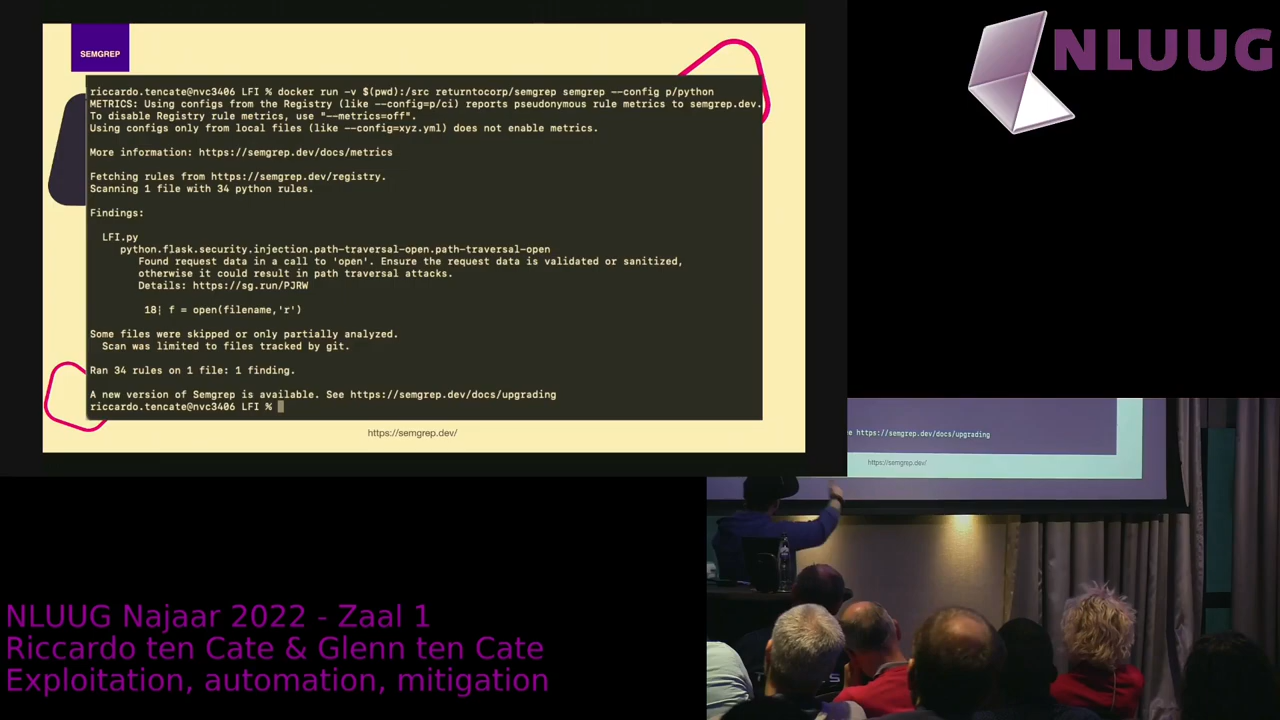 SEMGREP
riccardo.tencate@nvc3406 LFI % docker run -v $(pwd):/src returntocorp/semgrep semgrep --config p/python
METRICS: Using configs from the Registry (like --config=p/ci) reports pseudonymous rule metrics to semgrep.dev.
To disable Registry rule metrics, use "--metrics=off".
Using configs only from local files (like --config=xyz.yml) does not enable metrics.
More information: https://semgrep.dev/docs/metrics
Fetching rules from https://semgrep.dev/registry.
Scanning 1 file with 34 python rules.
Findings:
LFI.py
python.flask.security.injection.path-traversal-open.path-traversal-open
Found request data in a call to 'open'. Ensure the request data is validated or sanitized,
otherwise it could result in path traversal attacks.
Details: https://sg.run/PJRW
18┆ f = open(filename,'r')
Some files were skipped or only partially analyzed.
Scan was limited to files tracked by git.
Ran 34 rules on 1 file: 1 finding.
A new version of Semgrep is available. See https://semgrep.dev/docs/upgrading
riccardo.tencate@nvc3406 LFI %
https://semgrep.dev/
NLUUG
https://semgrep.dev/docs/upgrading
https://semgrep.dev/
NLUUG Najaar 2022 - Zaal 1
Riccardo ten Cate & Glenn ten Cate
Exploitation, automation, mitigation